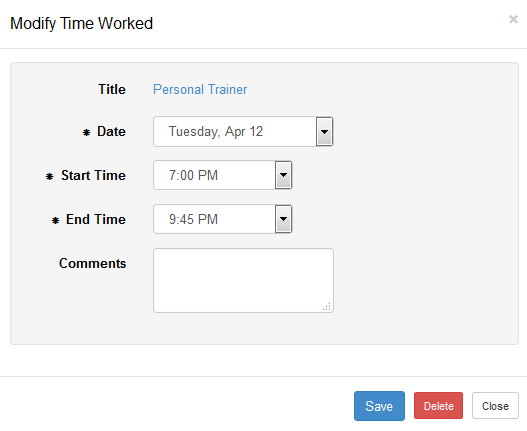 Modify Time Worked ×
Title Personal Trainer
* Date Tuesday, Apr 12
* Start Time 7:00 PM
* End Time 9:45 PM
Comments
Save Delete Close